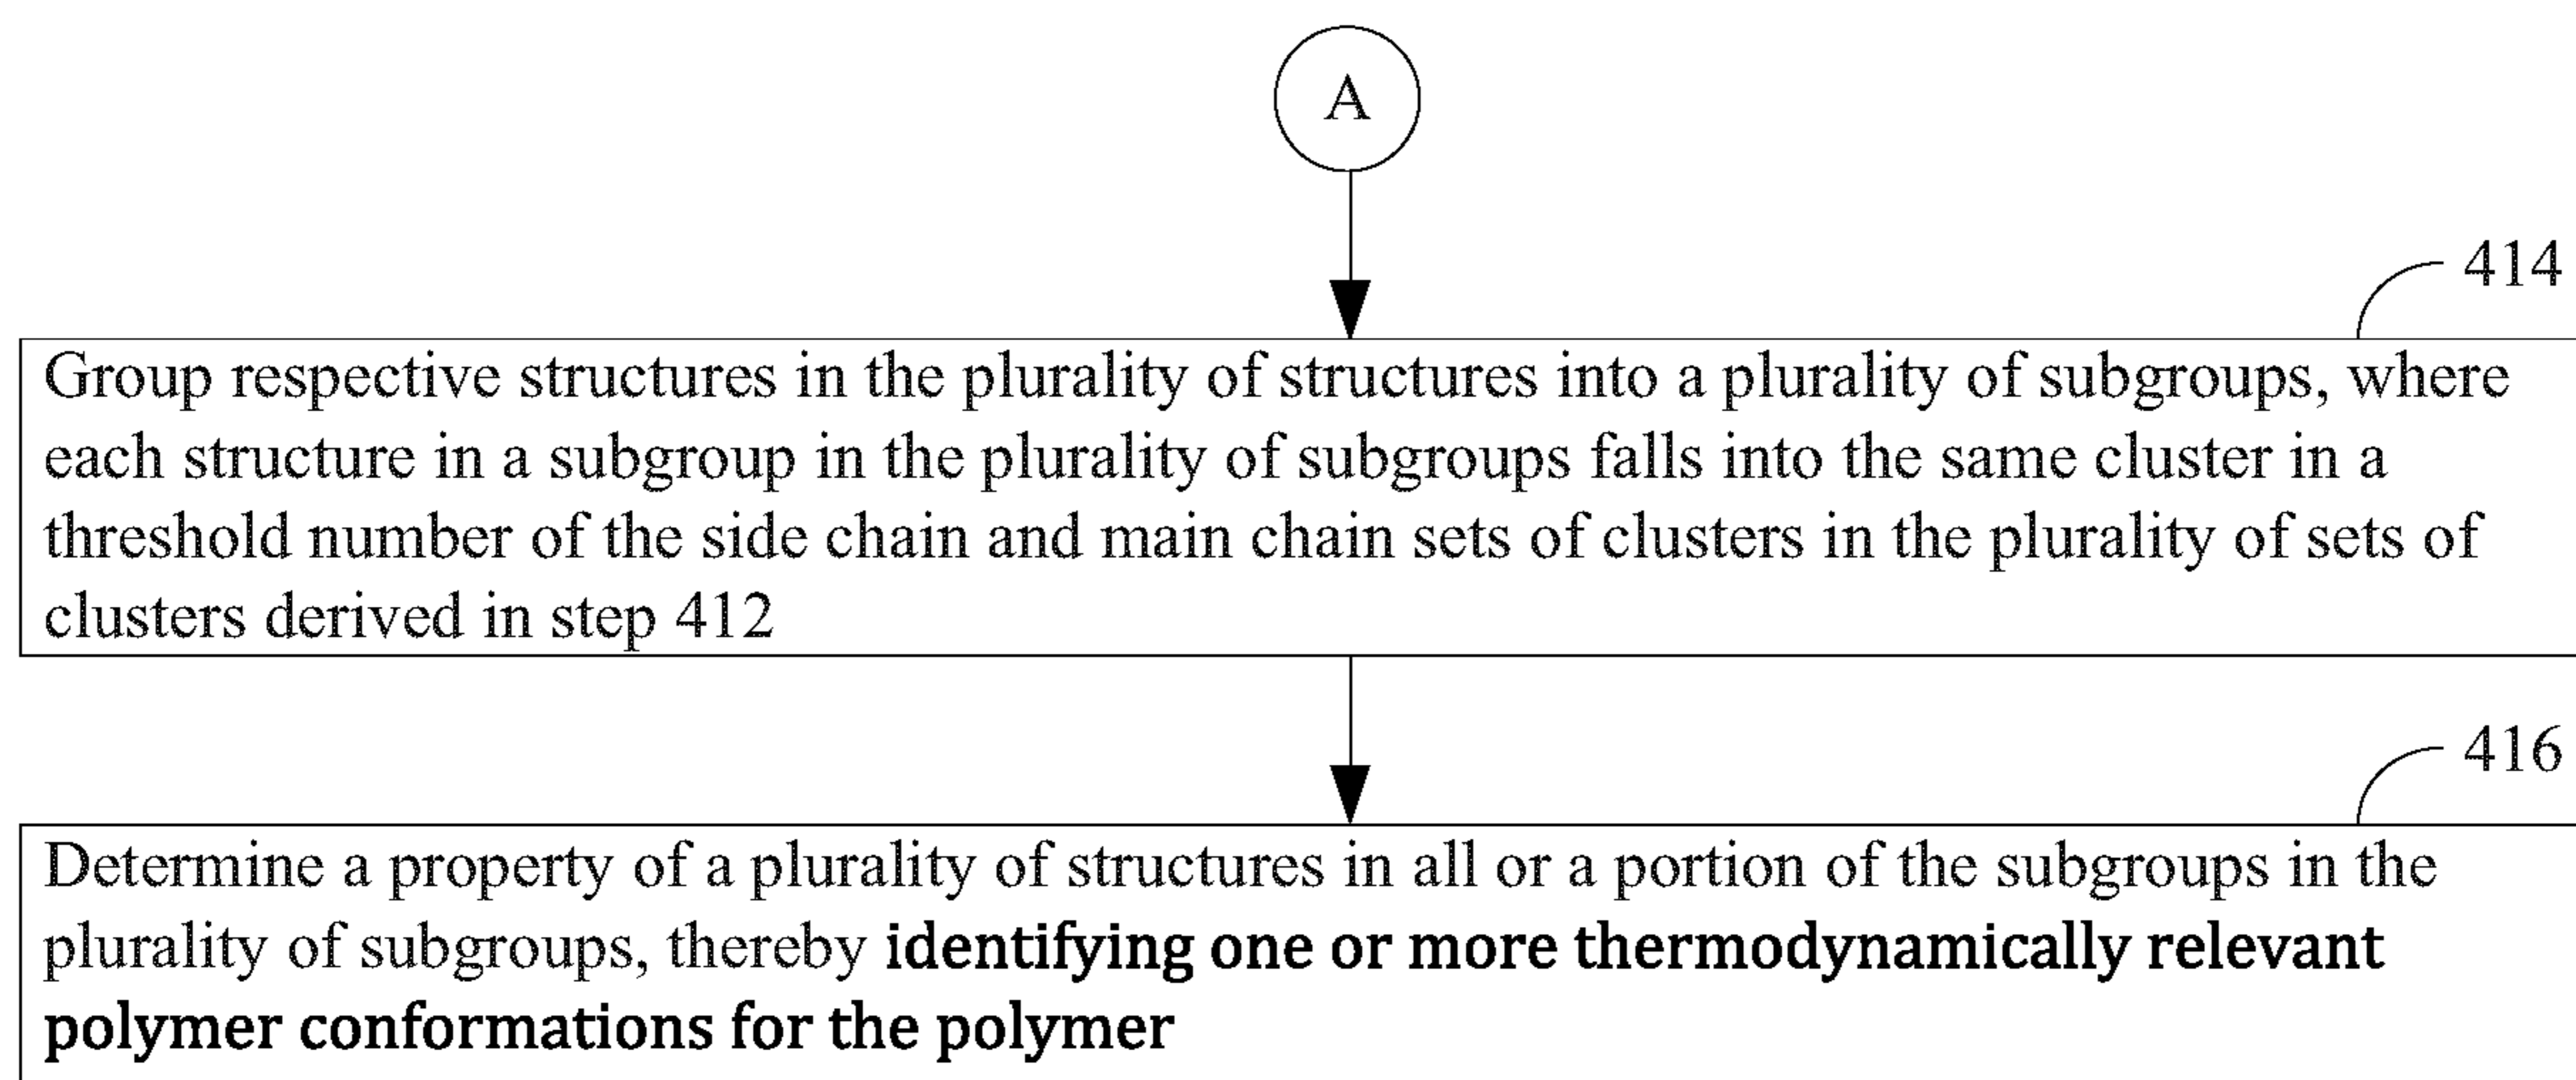 A
414
Group respective structures in the plurality of structures into a plurality of subgroups, where
each structure in a subgroup in the plurality of subgroups falls into the same cluster in a
threshold number of the side chain and main chain sets of clusters in the plurality of sets of
clusters derived in step 412
416
Determine a property of a plurality of structures in all or a portion of the subgroups in the
plurality of subgroups, thereby identifying one or more thermodynamically relevant
polymer conformations for the polymer